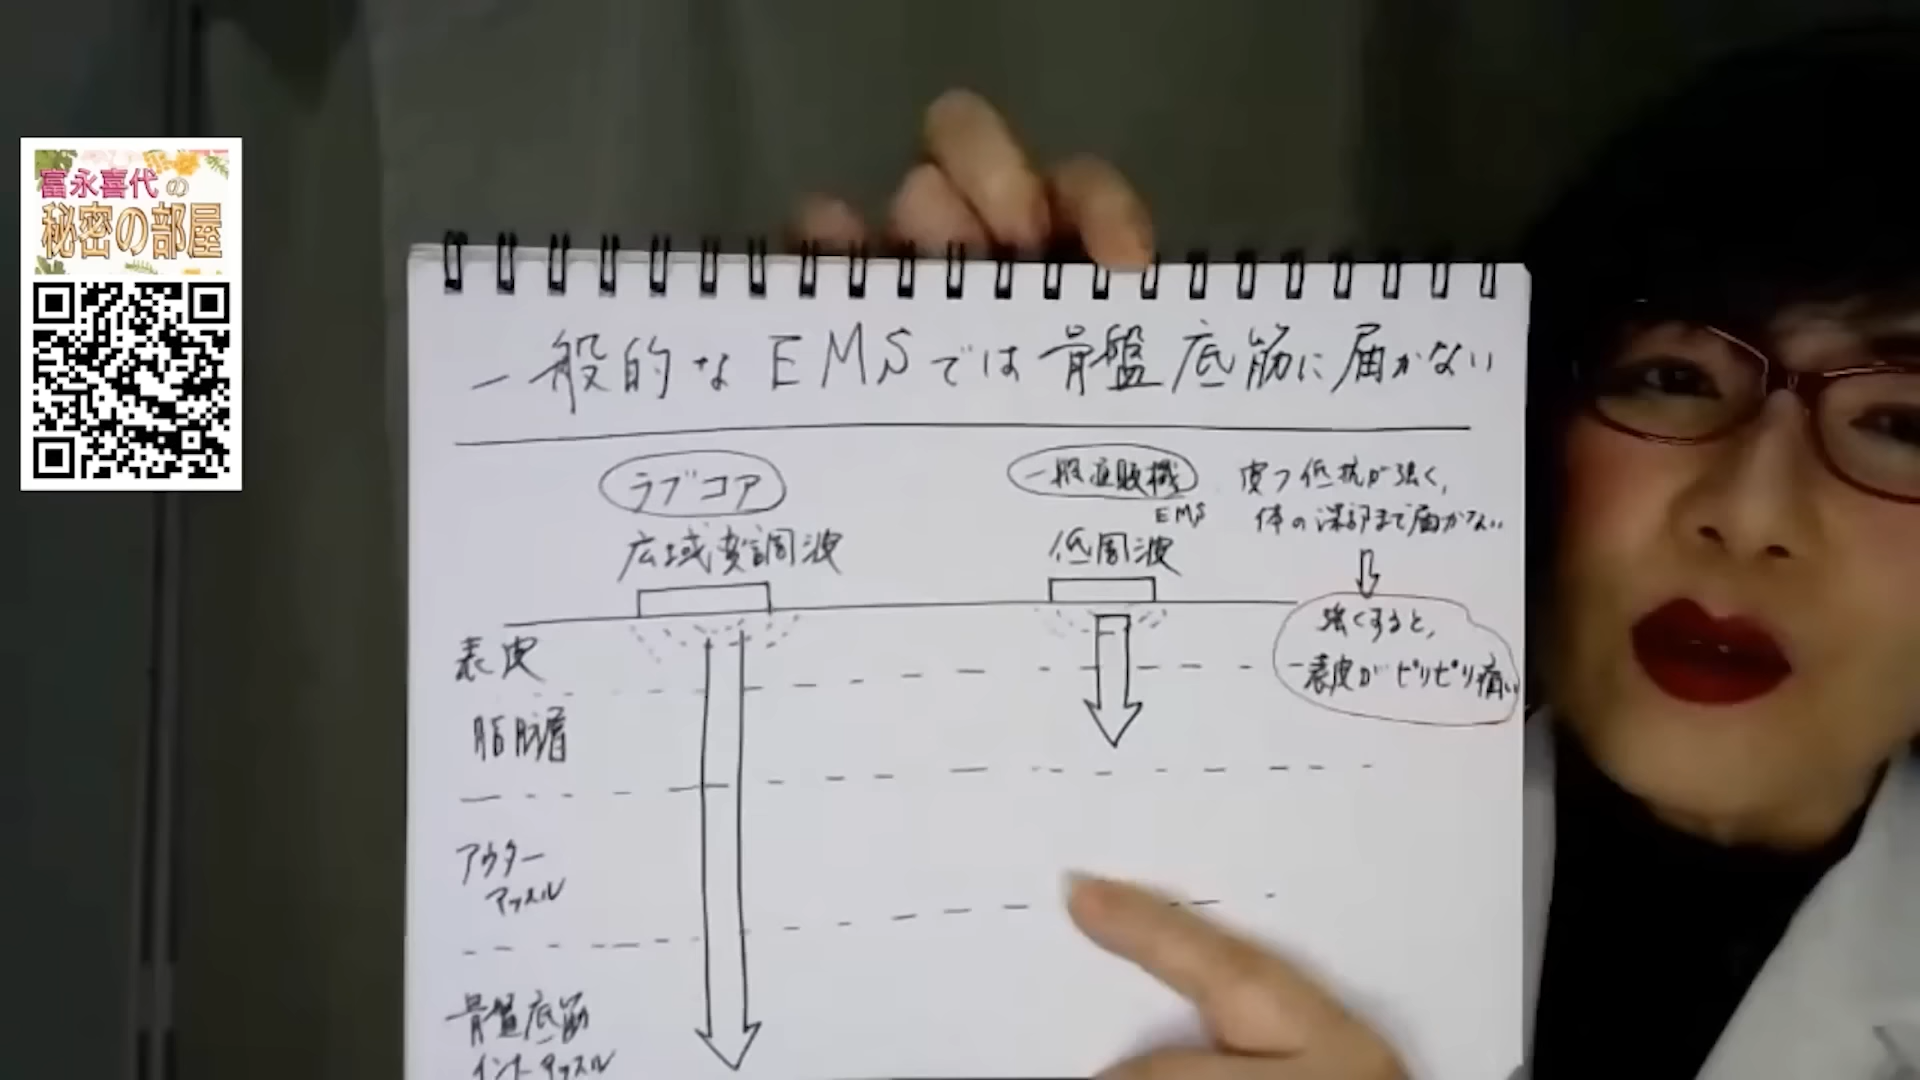 富永喜代の
秘密の部屋
一般的なEMSでは骨盤底筋に届かない
ラブコア
広域変調波
一般市販機
EMS
低周波
皮フ低抗が強く、
体の深部まで届かない
強くすると、
表皮がピリピリ痛い
表皮
脂肪層
アウター
マッスル
骨盤底筋
インナーマッスル